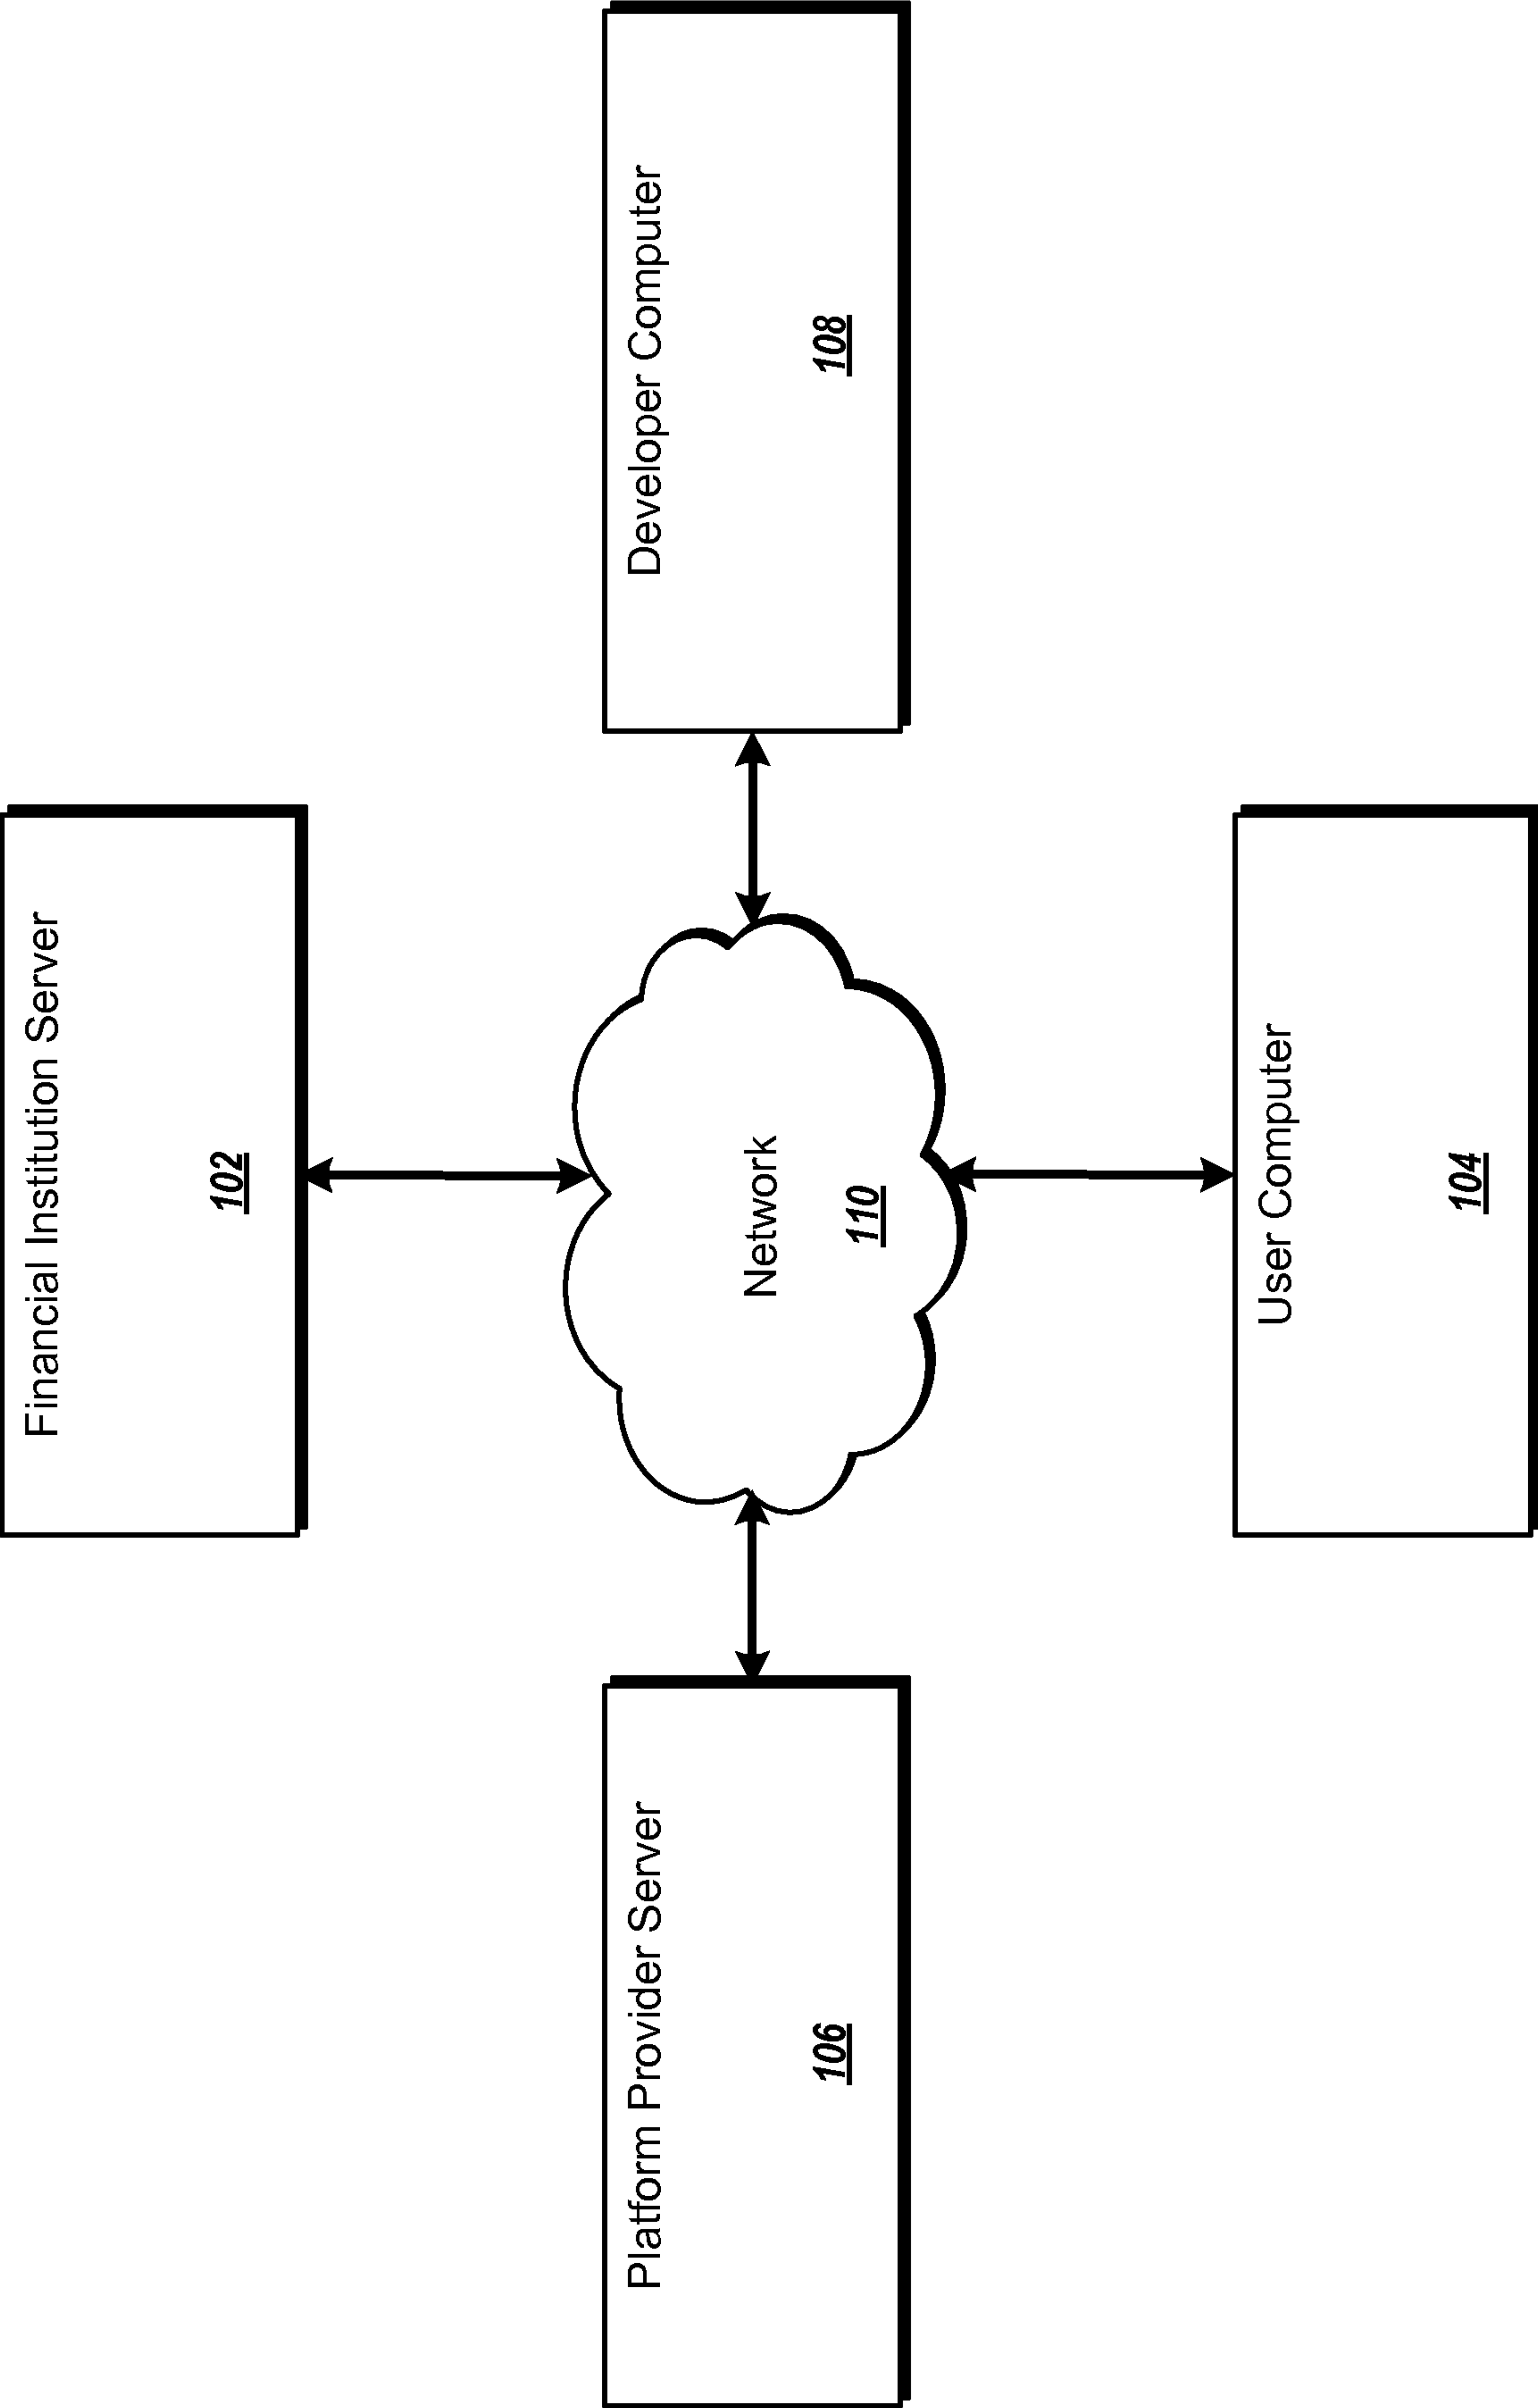 Financial Institution Server
102
Platform Provider Server
106
Network
110
Developer Computer
108
User Computer
104